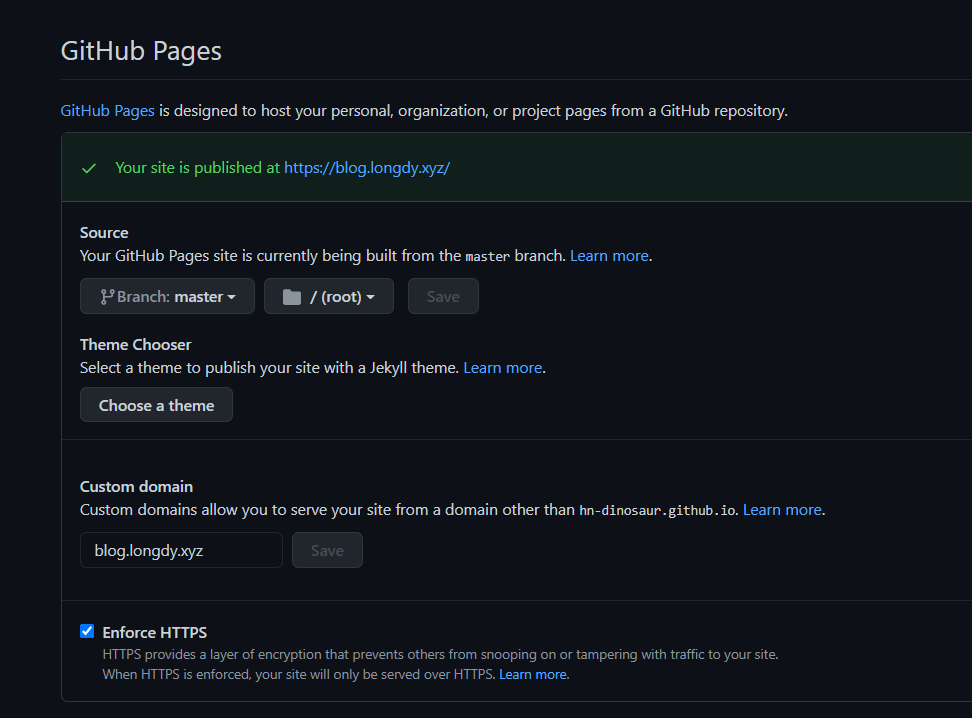 GitHub Pages
GitHub Pages is designed to host your personal, organization, or project pages from a GitHub repository.
Your site is published at https://blog.longdy.xyz/
Source
Your GitHub Pages site is currently being built from the master branch. Learn more.
Branch: master / (root) Save
Theme Chooser
Select a theme to publish your site with a Jekyll theme. Learn more.
Choose a theme
Custom domain
Custom domains allow you to serve your site from a domain other than hn-dinosaur.github.io. Learn more.
blog.longdy.xyz Save
Enforce HTTPS
HTTPS provides a layer of encryption that prevents others from snooping on or tampering with traffic to your site.
When HTTPS is enforced, your site will only be served over HTTPS. Learn more.